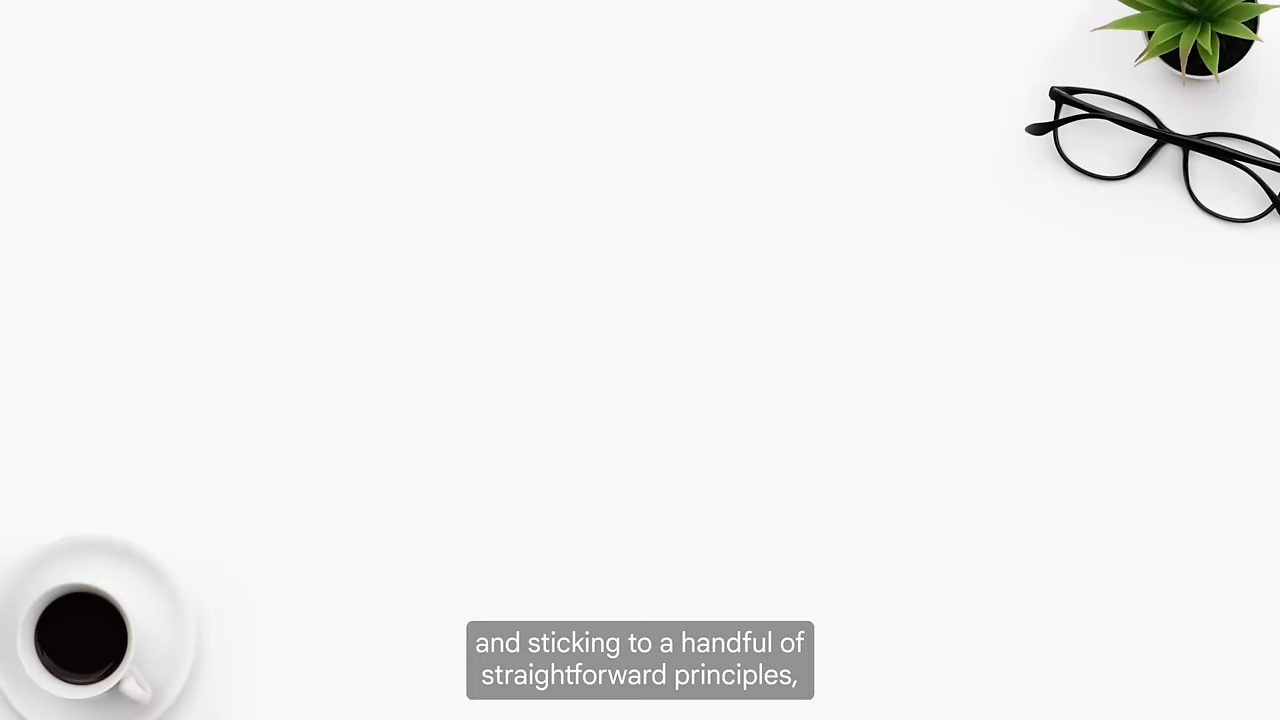 and sticking to a handful of
straightforward principles,